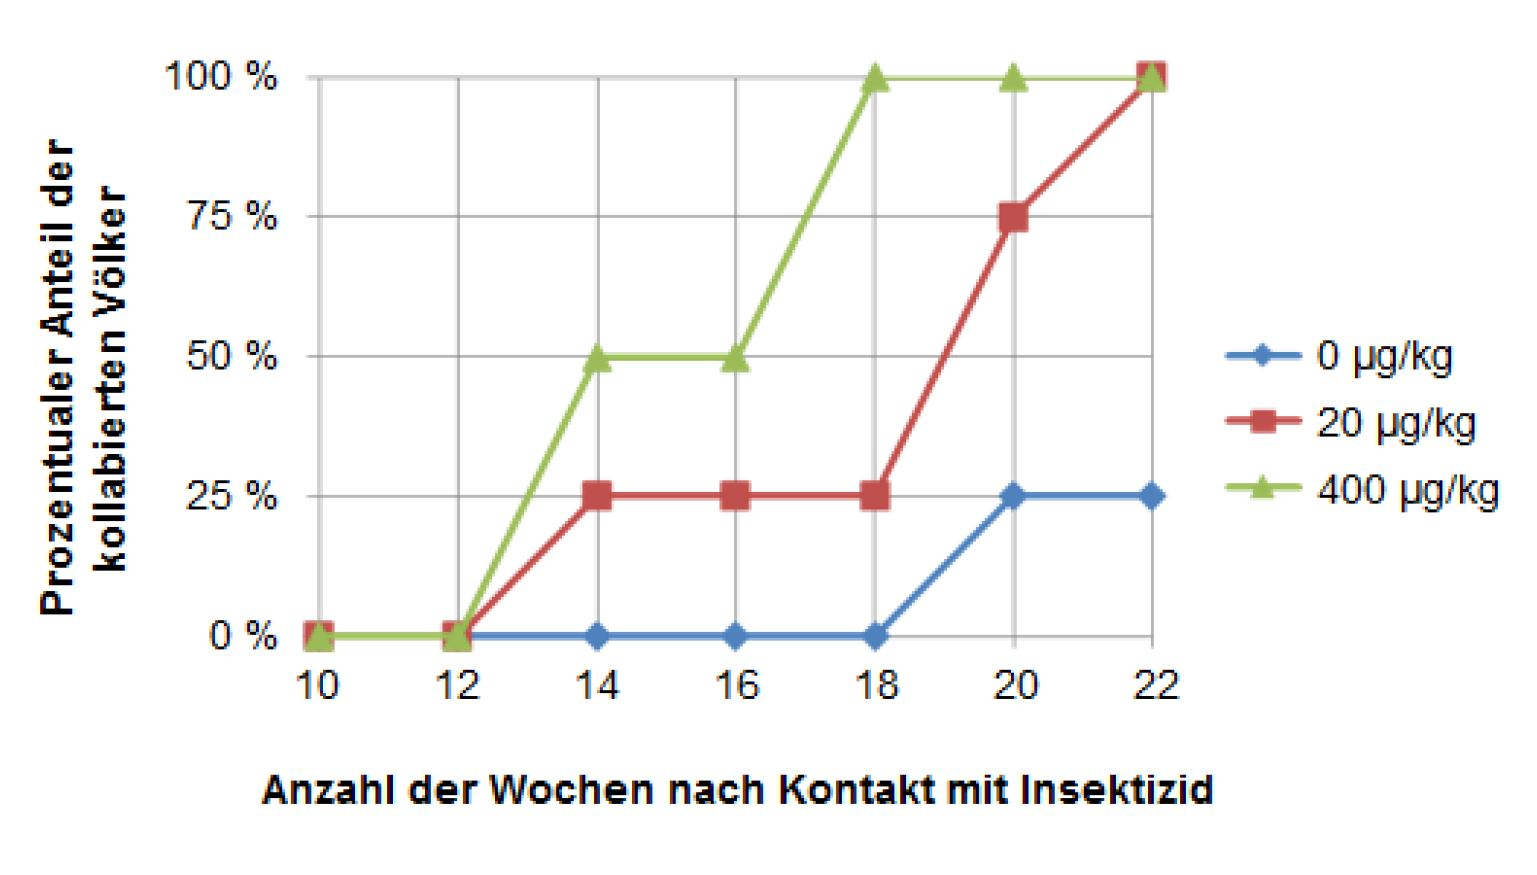 100 %
75 %
50 %
25 %
0 %
10 12 14 16 18 20 22
Prozentualer Anteil der
kollabierten Völker
Anzahl der Wochen nach Kontakt mit Insektizid
0 µg/kg
20 µg/kg
400 µg/kg